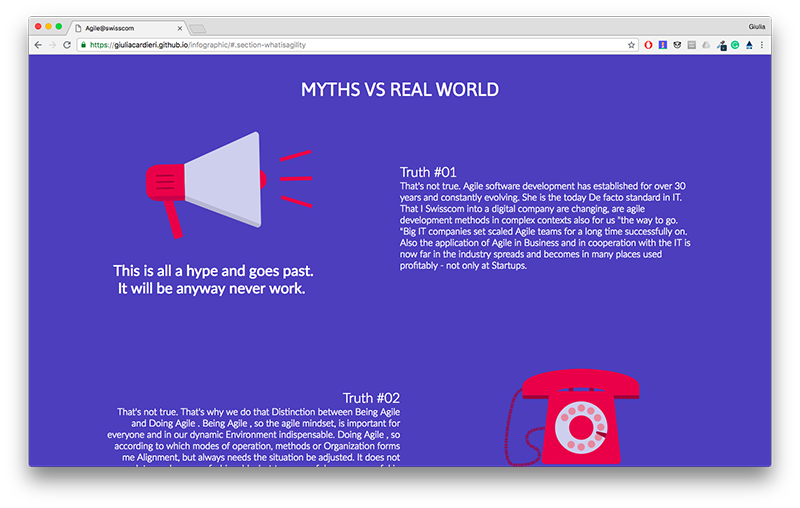 Agile@swisscom
Giulia
https://giuliacardieri.github.io/infographic/#.section-whatisagility
MYTHS VS REAL WORLD
This is all a hype and goes past.
It will be anyway never work.
Truth #01
That's not true. Agile software development has established for over 30
years and constantly evolving. She is the today De facto standard in IT.
That I Swisscom into a digital company are changing, are agile
development methods in complex contexts also for us "the way to go.
"Big IT companies set scaled Agile teams for a long time successfully on.
Also the application of Agile in Business and in cooperation with the IT is
now far in the industry spreads and becomes in many places used
profitably - not only at Startups.
Truth #02
That's not true. That's why we do that Distinction between Being Agile
and Doing Agile . Being Agile , so the agile mindset, is important for
everyone and in our dynamic Environment indispensable. Doing Agile , so
according to which modes of operation, methods or Organization forms
me Alignment, but always needs the situation be adjusted. It does not